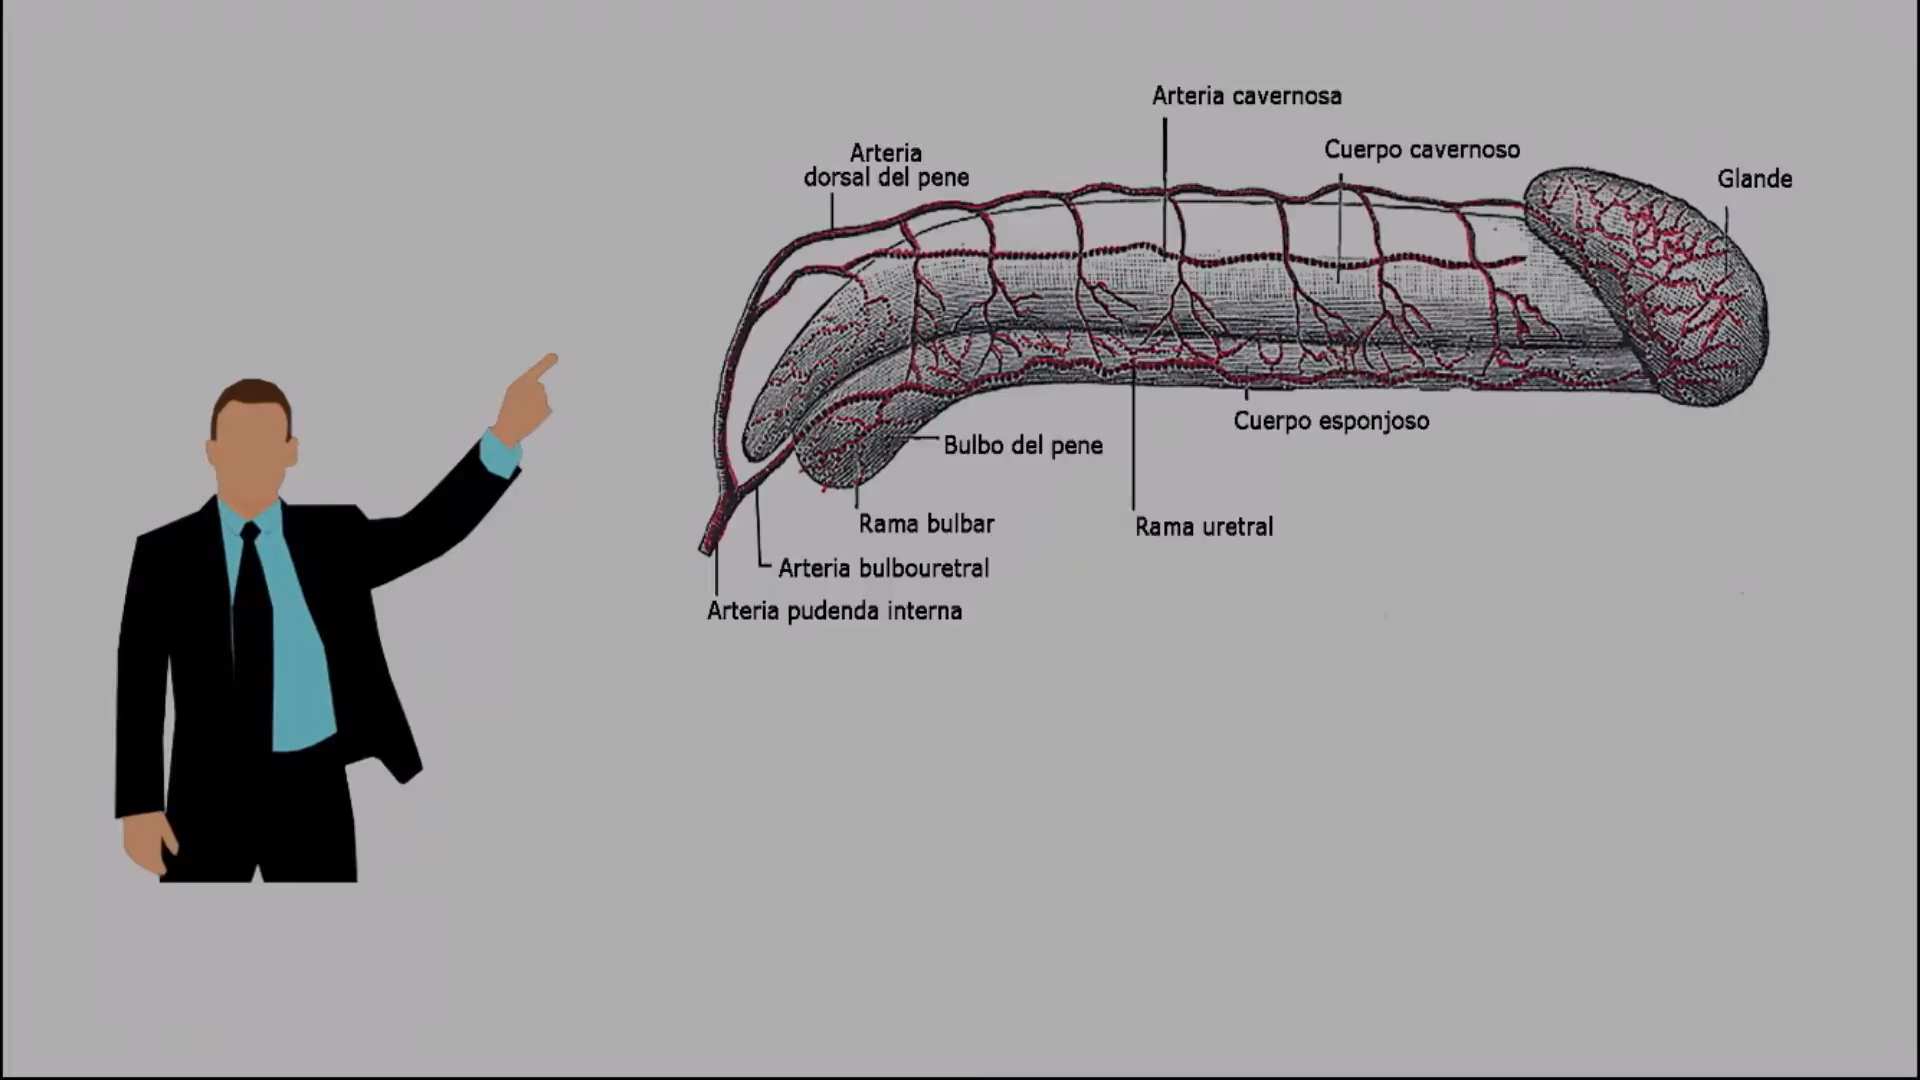 Arteria cavernosa
Arteria
dorsal del pene
Cuerpo cavernoso
Glande
Cuerpo esponjoso
Bulbo del pene
Rama bulbar
Rama uretral
Arteria bulbouretral
Arteria pudenda interna